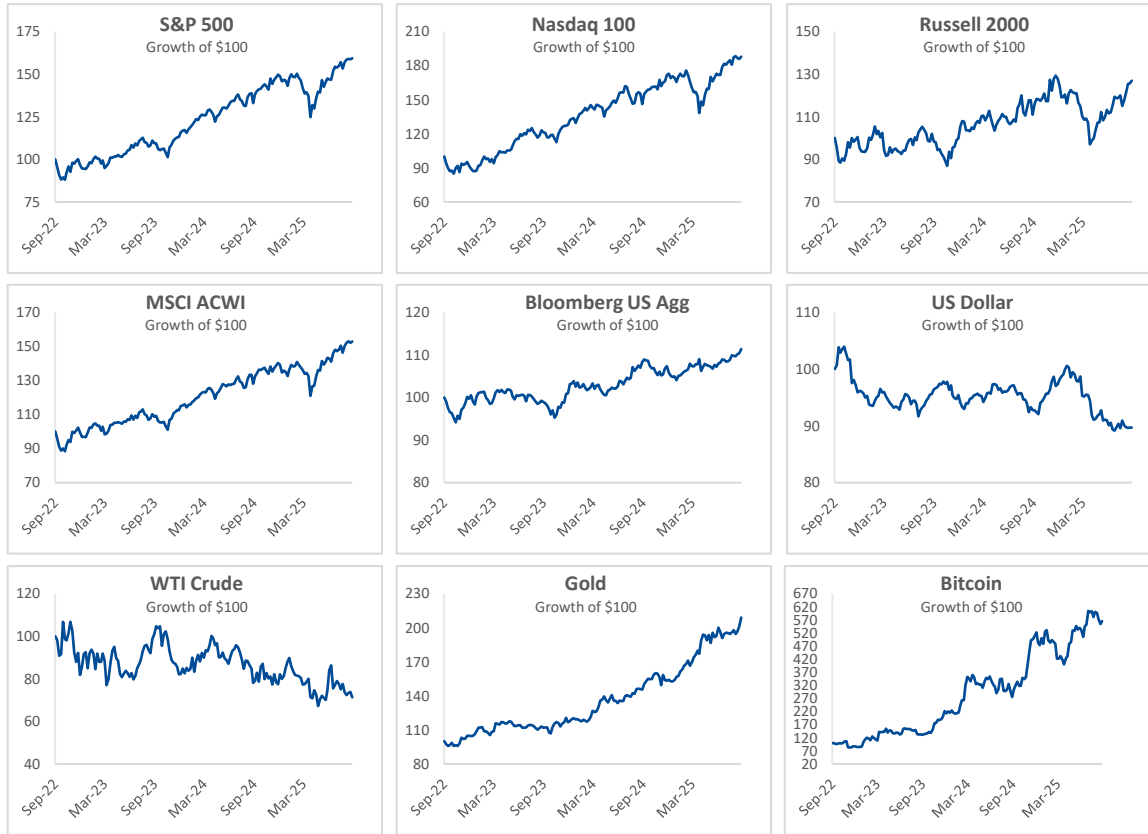 S&P 500
Growth of $100
175
150
125
100
75
Sep-22
Mar-23
Sep-23
Mar-24
Sep-24
Mar-25
Nasdaq 100
Growth of $100
210
180
150
120
90
60
Sep-22
Mar-23
Sep-23
Mar-24
Sep-24
Mar-25
Russell 2000
Growth of $100
150
130
110
90
70
Sep-22
Mar-23
Sep-23
Mar-24
Sep-24
Mar-25
MSCI ACWI
Growth of $100
170
150
130
110
90
70
Sep-22
Mar-23
Sep-23
Mar-24
Sep-24
Mar-25
Bloomberg US Agg
Growth of $100
120
110
100
90
80
Sep-22
Mar-23
Sep-23
Mar-24
Sep-24
Mar-25
US Dollar
Growth of $100
110
100
90
80
Sep-22
Mar-23
Sep-23
Mar-24
Sep-24
Mar-25
WTI Crude
Growth of $100
120
100
80
60
40
Sep-22
Mar-23
Sep-23
Mar-24
Sep-24
Mar-25
Gold
Growth of $100
230
200
170
140
110
80
Sep-22
Mar-23
Sep-23
Mar-24
Sep-24
Mar-25
Bitcoin
Growth of $100
670
620
570
520
470
420
370
320
270
220
170
120
70
20
Sep-22
Mar-23
Sep-23
Mar-24
Sep-24
Mar-25